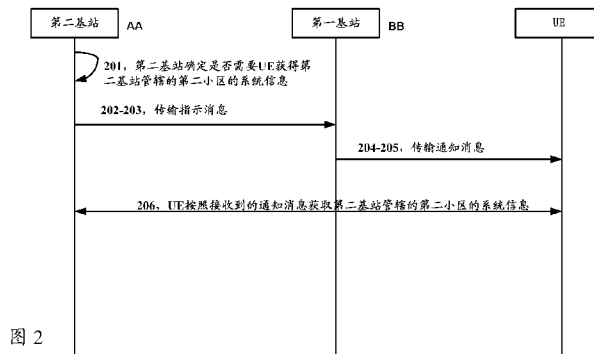 第二基站
AA
第一基站
BB
UE
201，第二基站确定是否需要UE获得第
二基站管辖的第二小区的系统信息
202-203，传输指示消息
204-205，传输通知消息
206，UE按照接收到的通知消息获取第二基站管辖的第二小区的系统信息
图 2